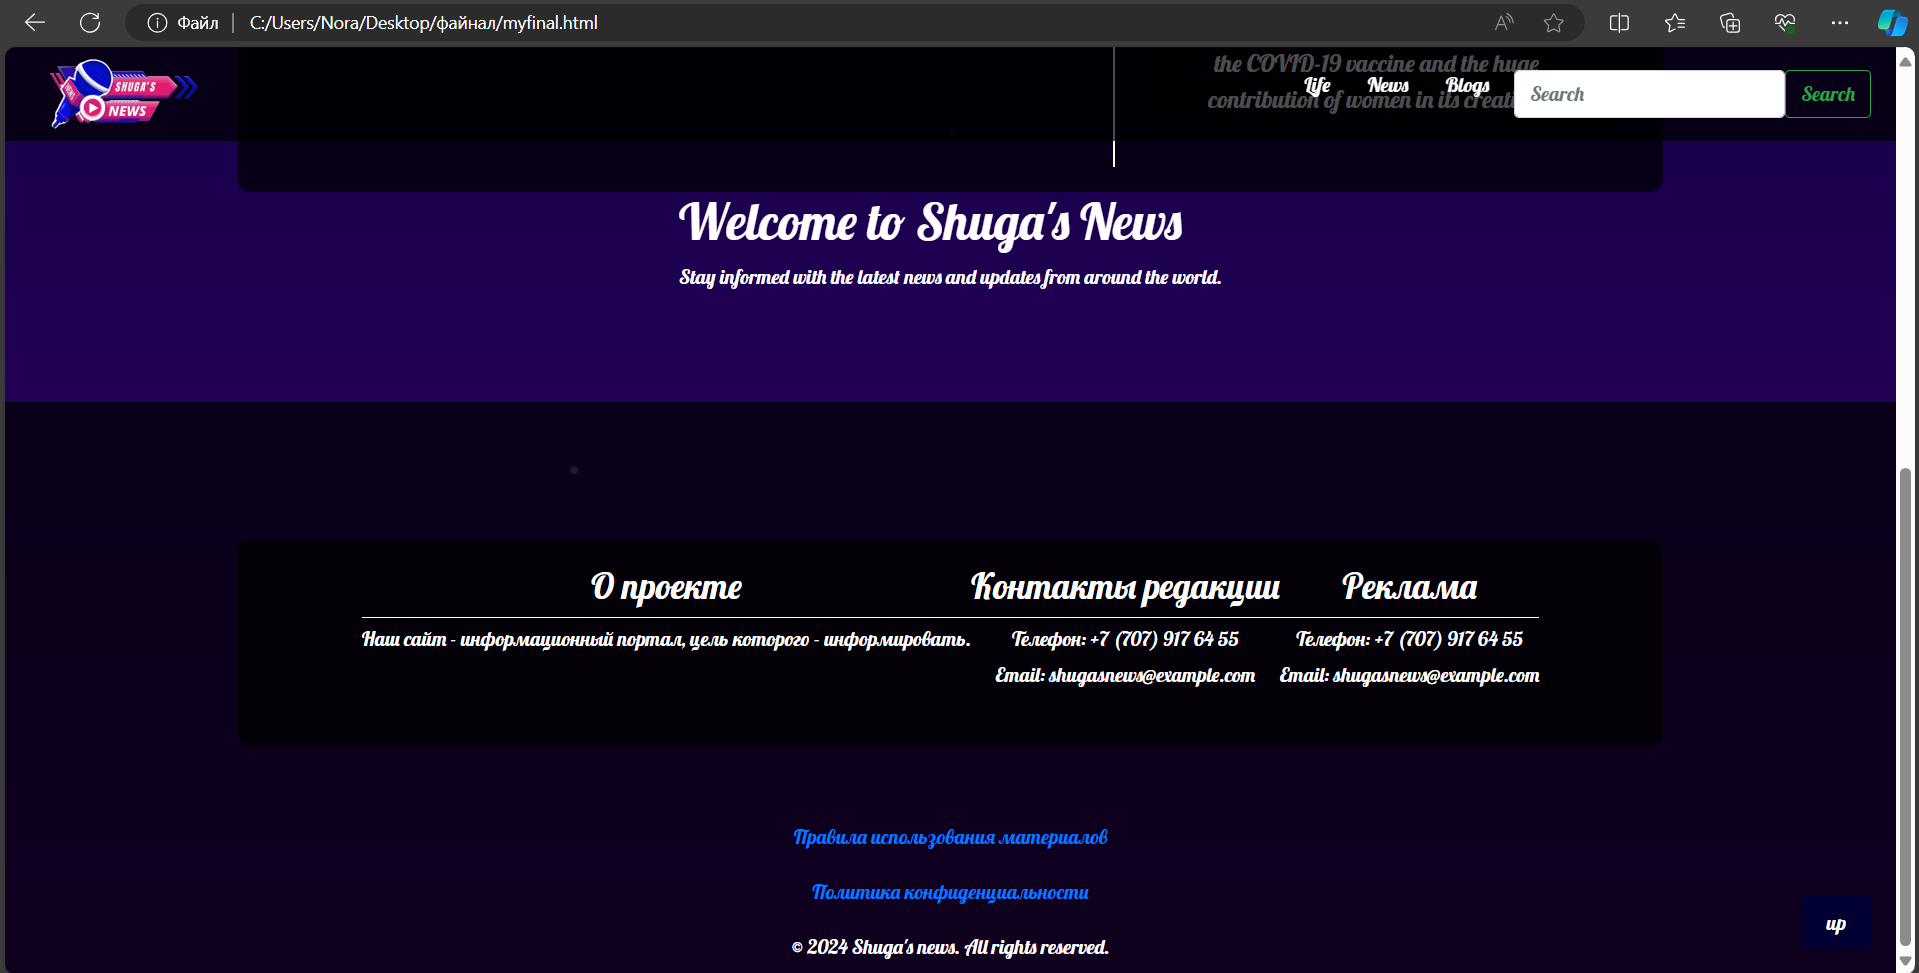 Файл
C:/Users/Nora/Desktop/файнал/myfinal.html
SHUGA'S
NEWS
NEWS
the COVID-19 vaccine and the huge
Life
News
Blogs
Search
Search
contribution of women in its creati
Welcome to Shuga's News
Stay informed with the latest news and updates from around the world.
О проекте
Контакты редакции
Реклама
Наш сайт - информационный портал, цель которого - информировать.
Телефон: +7 (707) 917 64 55
Телефон: +7 (707) 917 64 55
Email: shugasnews@example.com
Email: shugasnews@example.com
Правила использования материалов
Политика конфиденциальности
up
© 2024 Shuga's news. All rights reserved.